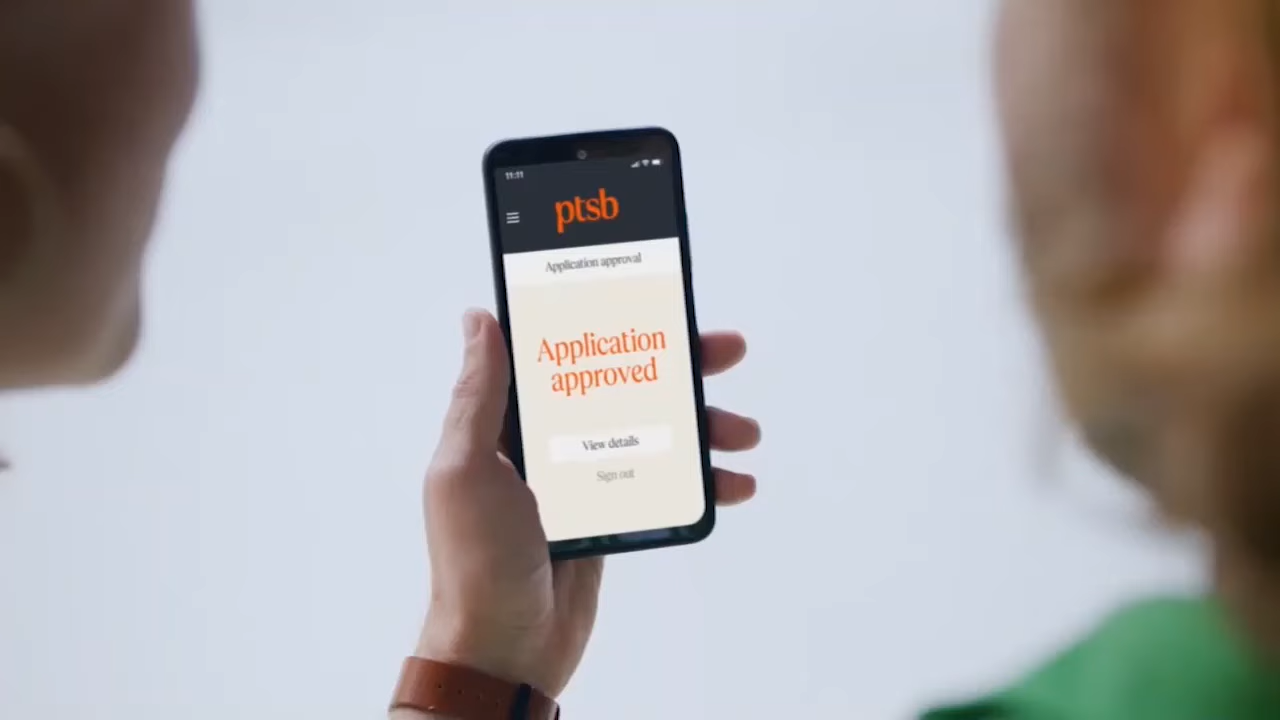 11:11
ptsb
Application approval
Application
approved
View details
Sign out